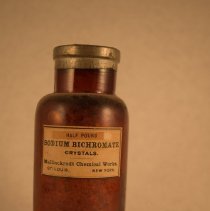 HALF POUND
SODIUM BICHROMATE
CRYSTALS.
Mallinckrodt Chemical Works.
ST. LOUIS. NEW YORK.